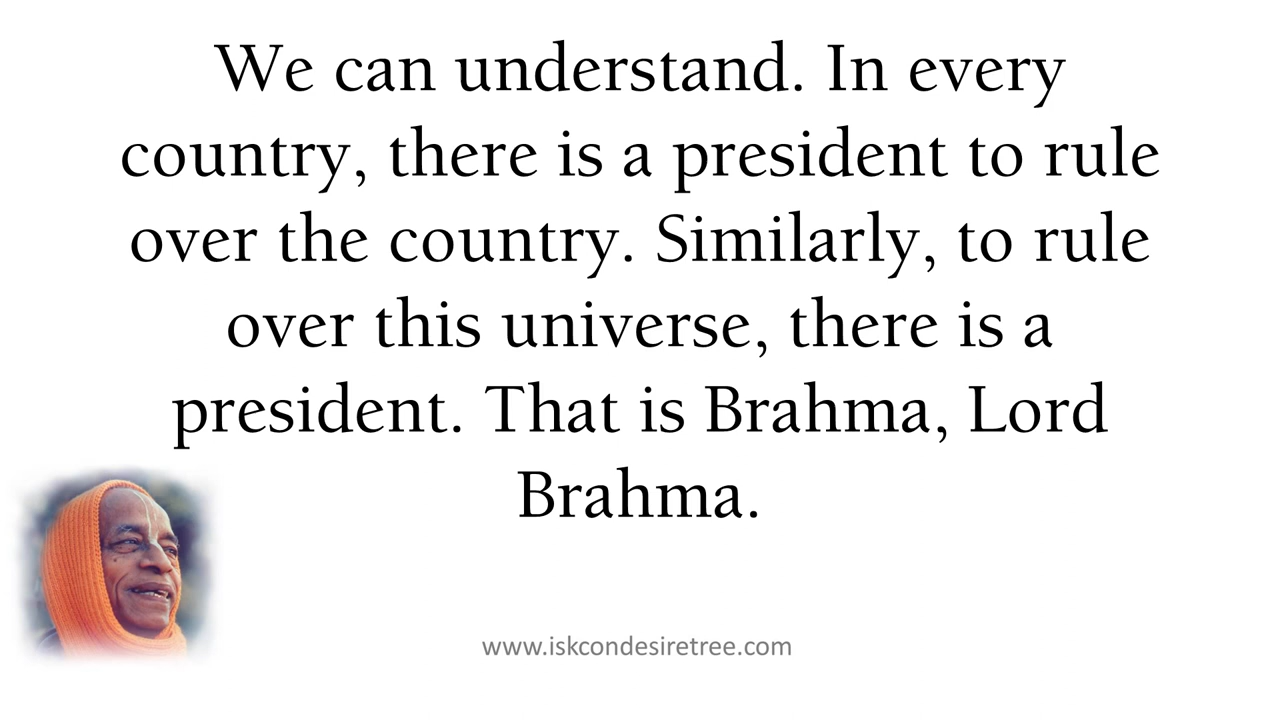 We can understand. In every
country, there is a president to rule
over the country. Similarly, to rule
over this universe, there is a
president. That is Brahma, Lord
Brahma.
www.iskcondesiretree.com